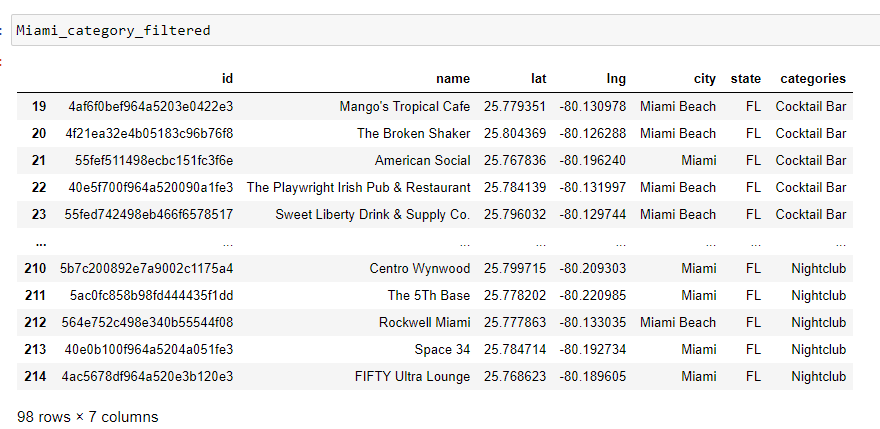 Miami_category_filtered
id name lat lng city state categories
19 4af6f0bef964a5203e0422e3 Mango's Tropical Cafe 25.779351 -80.130978 Miami Beach FL Cocktail Bar
20 4f21ea32e4b05183c96b76f8 The Broken Shaker 25.804369 -80.126288 Miami Beach FL Cocktail Bar
21 55fef511498ecbc151fc3f6e American Social 25.767836 -80.196240 Miami FL Cocktail Bar
22 40e5f700f964a520090a1fe3 The Playwright Irish Pub & Restaurant 25.784139 -80.131997 Miami Beach FL Cocktail Bar
23 55fed742498eb466f6578517 Sweet Liberty Drink & Supply Co. 25.796032 -80.129744 Miami Beach FL Cocktail Bar
... ... ... ... ... ... ... ...
210 5b7c200892e7a9002c1175a4 Centro Wynwood 25.799715 -80.209303 Miami FL Nightclub
211 5ac0fc858b98fd444435f1dd The 5Th Base 25.778202 -80.220985 Miami FL Nightclub
212 564e752c498e340b55544f08 Rockwell Miami 25.777863 -80.133035 Miami Beach FL Nightclub
213 40e0b100f964a5204a051fe3 Space 34 25.784714 -80.192734 Miami FL Nightclub
214 4ac5678df964a520e3b120e3 FIFTY Ultra Lounge 25.768623 -80.189605 Miami FL Nightclub
98 rows × 7 columns